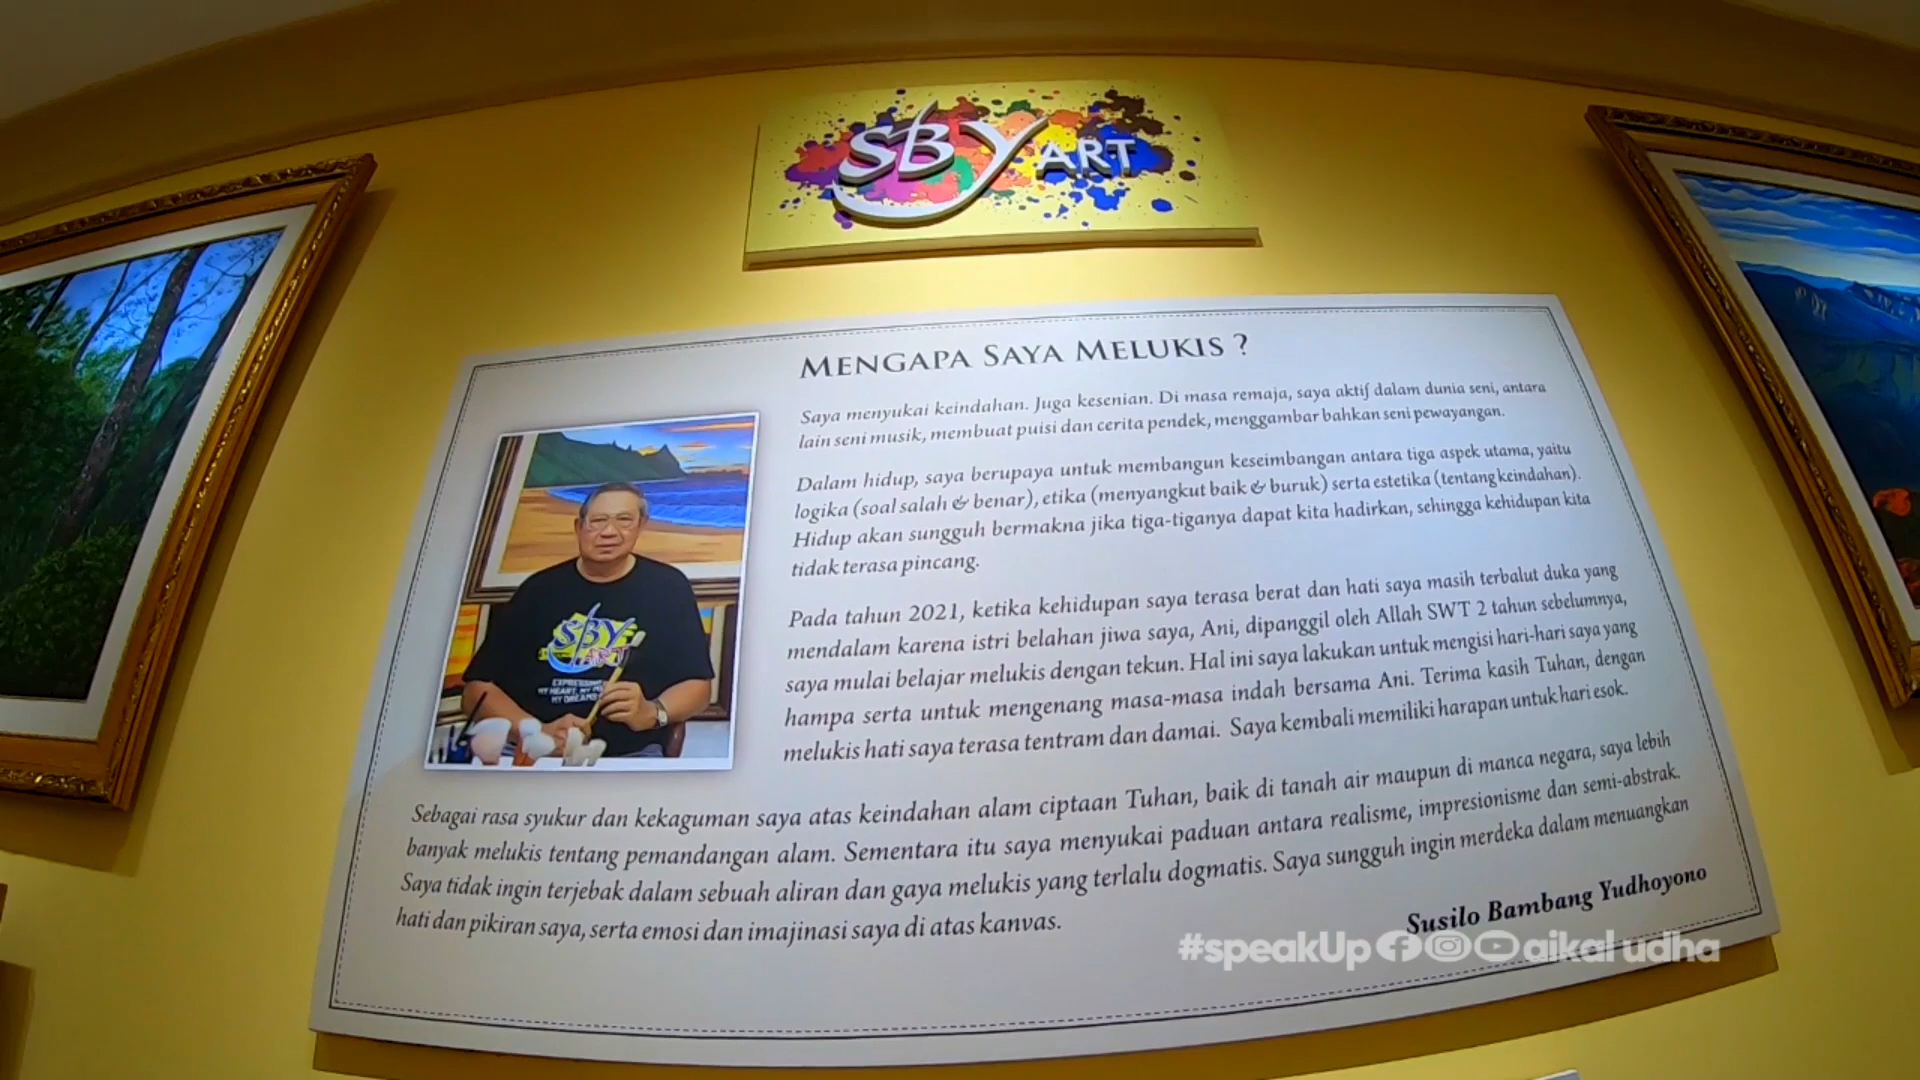 SBY ART
MENGAPA SAYA MELUKIS ?
Saya menyukai keindahan. Juga kesenian. Di masa remaja, saya aktif dalam dunia seni, antara
lain seni musik, membuat puisi dan cerita pendek, menggambar bahkan seni pewayangan.
Dalam hidup, saya berupaya untuk membangun keseimbangan antara tiga aspek utama, yaitu
logika (soal salah & benar), etika (menyangkut baik & buruk) serta estetika (tentang keindahan).
Hidup akan sungguh bermakna jika tiga-tiganya dapat kita hadirkan, sehingga kehidupan kita
tidak terasa pincang.
Pada tahun 2021, ketika kehidupan saya terasa berat dan hati saya masih terbalut duka yang
mendalam karena istri belahan jiwa saya, Ani, dipanggil oleh Allah SWT 2 tahun sebelumnya,
saya mulai belajar melukis dengan tekun. Hal ini saya lakukan untuk mengisi hari-hari saya yang
hampa serta untuk mengenang masa-masa indah bersama Ani. Terima kasih Tuhan, dengan
melukis hati saya terasa tentram dan damai. Saya kembali memiliki harapan untuk hari esok.
SBY
ART
EXPRESSING
MY HEART, MY
MY DREAMS
Sebagai rasa syukur dan kekaguman saya atas keindahan alam ciptaan Tuhan, baik di tanah air maupun di manca negara, saya lebih
banyak melukis tentang pemandangan alam. Sementara itu saya menyukai paduan antara realisme, impresionisme dan semi-abstrak.
Saya tidak ingin terjebak dalam sebuah aliran dan gaya melukis yang terlalu dogmatis. Saya sungguh ingin merdeka dalam menuangkan
hati dan pikiran saya, serta emosi dan imajinasi saya di atas kanvas.
Susilo Bambang Yudhoyono
#speakUp aikal udha